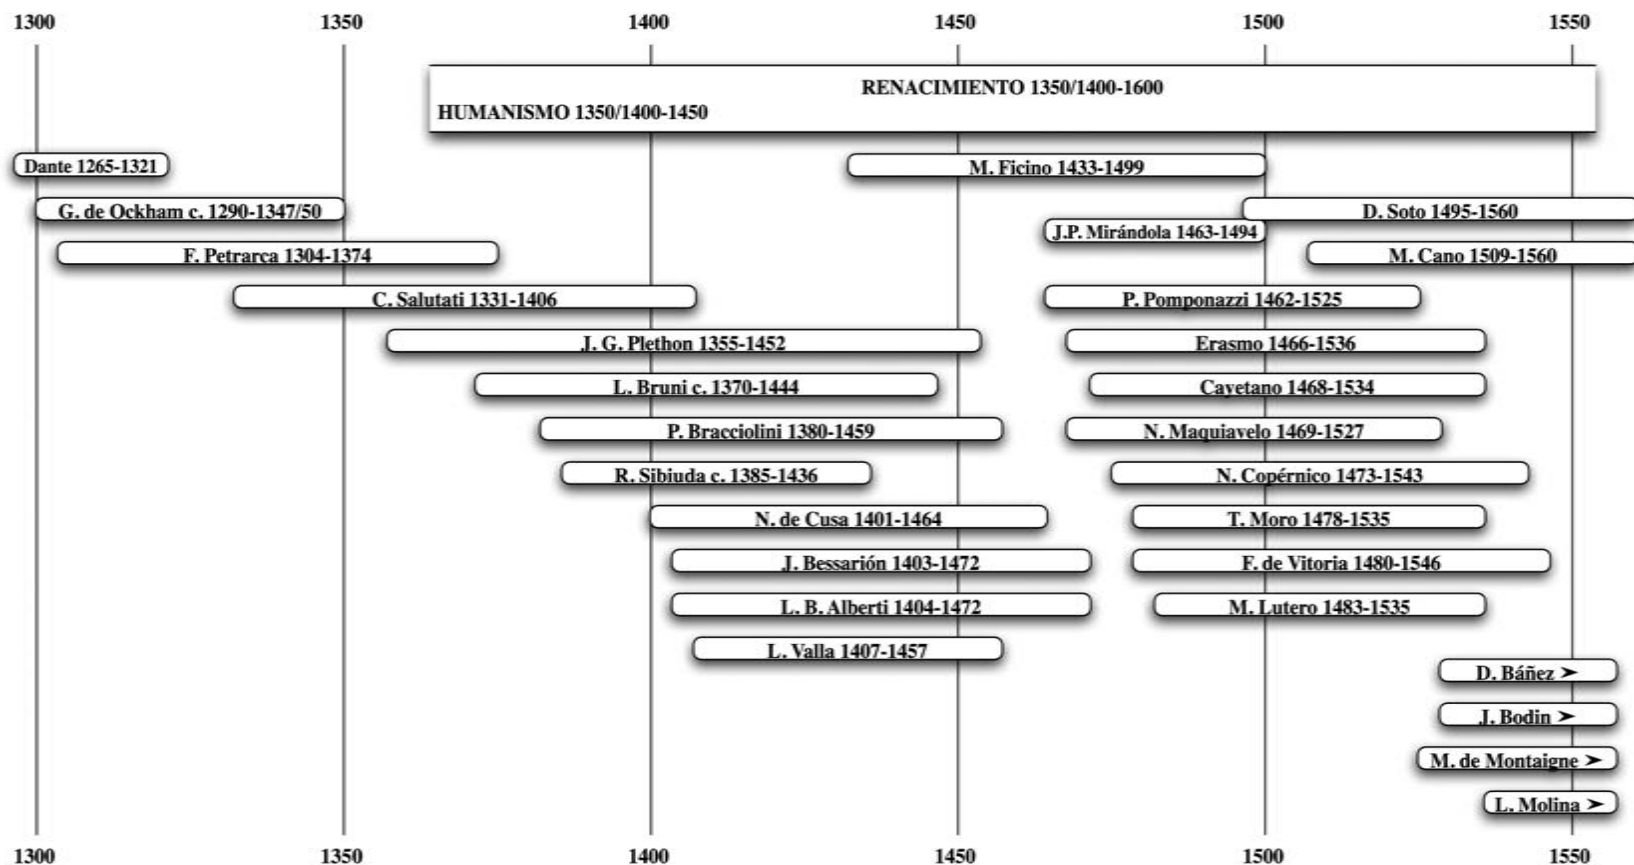 1300 1350 1400 1450 1500 1550
RENACIMIENTO 1350/1400-1600
HUMANISMO 1350/1400-1450
Dante 1265-1321
M. Ficino 1433-1499
G. de Ockham c. 1290-1347/50
D. Soto 1495-1560
J.P. Mirándola 1463-1494
F. Petrarca 1304-1374
M. Cano 1509-1560
C. Salutati 1331-1406
P. Pomponazzi 1462-1525
J. G. Plethon 1355-1452
Erasmo 1466-1536
L. Bruni c. 1370-1444
Cayetano 1468-1534
P. Bracciolini 1380-1459
N. Maquiavelo 1469-1527
R. Sibiuda c. 1385-1436
N. Copérnico 1473-1543
N. de Cusa 1401-1464
T. Moro 1478-1535
J. Bessarión 1403-1472
F. de Vitoria 1480-1546
L. B. Alberti 1404-1472
M. Lutero 1483-1535
L. Valla 1407-1457
D. Báñez ➤
J. Bodin ➤
M. de Montaigne ➤
L. Molina ➤
1300 1350 1400 1450 1500 1550